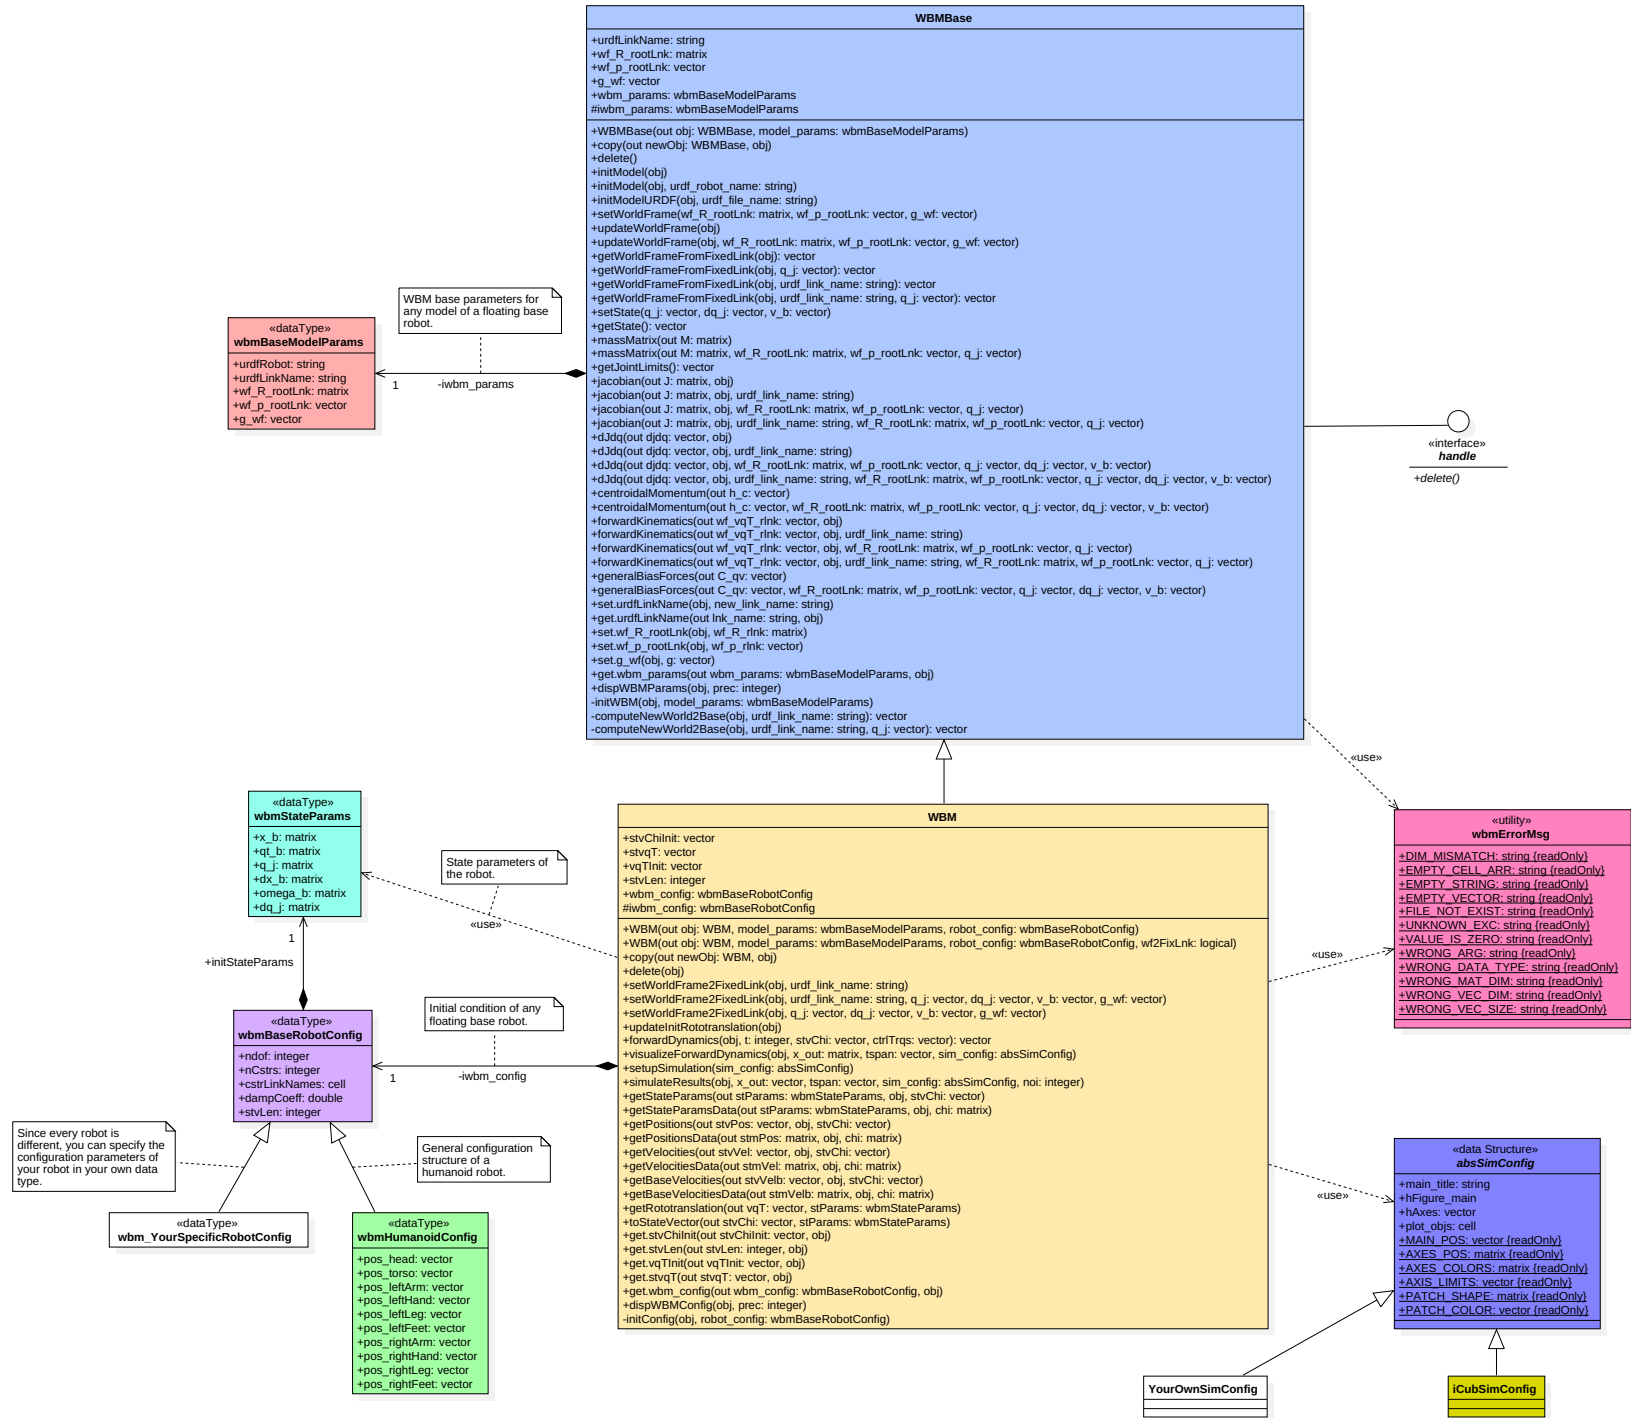 WBMBase
+urdfLinkName: string
+wf_R_rootLnk: matrix
+wf_p_rootLnk: vector
+g_wf: vector
+wbm_params: wbmBaseModelParams
#iwbm_params: wbmBaseModelParams
+WBMBase(out obj: WBMBase, model_params: wbmBaseModelParams)
+copy(out newObj: WBMBase, obj)
+delete()
+initModel(obj)
+initModel(obj, urdf_robot_name: string)
+initModelURDF(obj, urdf_file_name: string)
+setWorldFrame(wf_R_rootLnk: matrix, wf_p_rootLnk: vector, g_wf: vector)
+updateWorldFrame(obj)
+updateWorldFrame(obj, wf_R_rootLnk: matrix, wf_p_rootLnk: vector, g_wf: vector)
+getWorldFrameFromFixedLink(obj): vector
+getWorldFrameFromFixedLink(obj, q_j: vector): vector
+getWorldFrameFromFixedLink(obj, urdf_link_name: string): vector
+getWorldFrameFromFixedLink(obj, urdf_link_name: string, q_j: vector): vector
+setState(q_j: vector, dq_j: vector, v_b: vector)
+getState(): vector
+massMatrix(out M: matrix)
+massMatrix(out M: matrix, wf_R_rootLnk: matrix, wf_p_rootLnk: vector, q_j: vector)
+getJointLimits(): vector
+jacobian(out J: matrix, obj)
+jacobian(out J: matrix, obj, urdf_link_name: string)
+jacobian(out J: matrix, obj, wf_R_rootLnk: matrix, wf_p_rootLnk: vector, q_j: vector)
+jacobian(out J: matrix, obj, urdf_link_name: string, wf_R_rootLnk: matrix, wf_p_rootLnk: vector, q_j: vector)
+dJdq(out djdq: vector, obj)
+dJdq(out djdq: vector, obj, urdf_link_name: string)
+dJdq(out djdq: vector, obj, wf_R_rootLnk: matrix, wf_p_rootLnk: vector, q_j: vector, dq_j: vector, v_b: vector)
+dJdq(out djdq: vector, obj, urdf_link_name: string, wf_R_rootLnk: matrix, wf_p_rootLnk: vector, q_j: vector, dq_j: vector, v_b: vector)
+centroidalMomentum(out h_c: vector)
+centroidalMomentum(out h_c: vector, wf_R_rootLnk: matrix, wf_p_rootLnk: vector, q_j: vector, dq_j: vector, v_b: vector)
+forwardKinematics(out wf_vqT_rlnk: vector, obj)
+forwardKinematics(out wf_vqT_rlnk: vector, obj, urdf_link_name: string)
+forwardKinematics(out wf_vqT_rlnk: vector, obj, wf_R_rootLnk: matrix, wf_p_rootLnk: vector, q_j: vector)
+forwardKinematics(out wf_vqT_rlnk: vector, obj, urdf_link_name: string, wf_R_rootLnk: matrix, wf_p_rootLnk: vector, q_j: vector)
+generalBiasForces(out C_qv: vector)
+generalBiasForces(out C_qv: vector, wf_R_rootLnk: matrix, wf_p_rootLnk: vector, q_j: vector, dq_j: vector, v_b: vector)
+set.urdfLinkName(obj, new_link_name: string)
+get.urdfLinkName(out lnk_name: string, obj)
+set.wf_R_rootLnk(obj, wf_R_rlnk: matrix)
+set.wf_p_rootLnk(obj, wf_p_rlnk: vector)
+set.g_wf(obj, g: vector)
+get.wbm_params(out wbm_params: wbmBaseModelParams, obj)
+dispWBMParams(obj, prec: integer)
-initWBM(obj, model_params: wbmBaseModelParams)
-computeNewWorld2Base(obj, urdf_link_name: string): vector
-computeNewWorld2Base(obj, urdf_link_name: string, q_j: vector): vector
WBM base parameters for
any model of a floating base
robot.
«dataType»
wbmBaseModelParams
+urdfRobot: string
+urdfLinkName: string
+wf_R_rootLnk: matrix
+wf_p_rootLnk: vector
+g_wf: vector
1
-iwbm_params
«interface»
handle
+delete()
«use»
«dataType»
wbmStateParams
+x_b: matrix
+qt_b: matrix
+q_j: matrix
+dx_b: matrix
+omega_b: matrix
+dq_j: matrix
State parameters of
the robot.
«use»
1
+initStateParams
WBM
+stvChiInit: vector
+stvqT: vector
+vqTInit: vector
+stvLen: integer
+wbm_config: wbmBaseRobotConfig
#iwbm_config: wbmBaseRobotConfig
+WBM(out obj: WBM, model_params: wbmBaseModelParams, robot_config: wbmBaseRobotConfig)
+WBM(out obj: WBM, model_params: wbmBaseModelParams, robot_config: wbmBaseRobotConfig, wf2FixLnk: logical)
+copy(out newObj: WBM, obj)
+delete(obj)
+setWorldFrame2FixedLink(obj, urdf_link_name: string)
+setWorldFrame2FixedLink(obj, urdf_link_name: string, q_j: vector, dq_j: vector, v_b: vector, g_wf: vector)
+setWorldFrame2FixedLink(obj, q_j: vector, dq_j: vector, v_b: vector, g_wf: vector)
+updateInitRototranslation(obj)
+forwardDynamics(obj, t: integer, stvChi: vector, ctrlTrqs: vector): vector
+visualizeForwardDynamics(obj, x_out: matrix, tspan: vector, sim_config: absSimConfig)
+setupSimulation(sim_config: absSimConfig)
+simulateResults(obj, x_out: vector, tspan: vector, sim_config: absSimConfig, noi: integer)
+getStateParams(out stParams: wbmStateParams, obj, stvChi: vector)
+getStateParamsData(out stParams: wbmStateParams, obj, chi: matrix)
+getPositions(out stvPos: vector, obj, stvChi: vector)
+getPositionsData(out stmPos: matrix, obj, chi: matrix)
+getVelocities(out stvVel: vector, obj, stvChi: vector)
+getVelocitiesData(out stmVel: matrix, obj, chi: matrix)
+getBaseVelocities(out stvVelb: vector, obj, stvChi: vector)
+getBaseVelocitiesData(out stmVelb: matrix, obj, chi: matrix)
+getRototranslation(out vqT: vector, stParams: wbmStateParams)
+toStateVector(out stvChi: vector, stParams: wbmStateParams)
+get.stvChiInit(out stvChiInit: vector, obj)
+get.stvLen(out stvLen: integer, obj)
+get.vqTInit(out vqTInit: vector, obj)
+get.stvqT(out stvqT: vector, obj)
+get.wbm_config(out wbm_config: wbmBaseRobotConfig, obj)
+dispWBMConfig(obj, prec: integer)
-initConfig(obj, robot_config: wbmBaseRobotConfig)
«utility»
wbmErrorMsg
+DIM_MISMATCH: string {readOnly}
+EMPTY_CELL_ARR: string {readOnly}
+EMPTY_STRING: string {readOnly}
+EMPTY_VECTOR: string {readOnly}
+FILE_NOT_EXIST: string {readOnly}
+UNKNOWN_EXC: string {readOnly}
+VALUE_IS_ZERO: string {readOnly}
+WRONG_ARG: string {readOnly}
+WRONG_DATA_TYPE: string {readOnly}
+WRONG_MAT_DIM: string {readOnly}
+WRONG_VEC_DIM: string {readOnly}
+WRONG_VEC_SIZE: string {readOnly}
«use»
«dataType»
wbmBaseRobotConfig
+ndof: integer
+nCstrs: integer
+cstrLinkNames: cell
+dampCoeff: double
+stvLen: integer
Initial condition of any
floating base robot.
1
-iwbm_config
Since every robot is
different, you can specify the
configuration parameters of
your robot in your own data
type.
General configuration
structure of a
humanoid robot.
«dataType»
wbm_YourSpecificRobotConfig
«dataType»
wbmHumanoidConfig
+pos_head: vector
+pos_torso: vector
+pos_leftArm: vector
+pos_leftHand: vector
+pos_leftLeg: vector
+pos_leftFeet: vector
+pos_rightArm: vector
+pos_rightHand: vector
+pos_rightLeg: vector
+pos_rightFeet: vector
«use»
«data Structure»
absSimConfig
+main_title: string
+hFigure_main
+hAxes: vector
+plot_objs: cell
+MAIN_POS: vector {readOnly}
+AXES_POS: matrix {readOnly}
+AXES_COLORS: matrix {readOnly}
+AXIS_LIMITS: vector {readOnly}
+PATCH_SHAPE: matrix {readOnly}
+PATCH_COLOR: vector {readOnly}
YourOwnSimConfig
iCubSimConfig